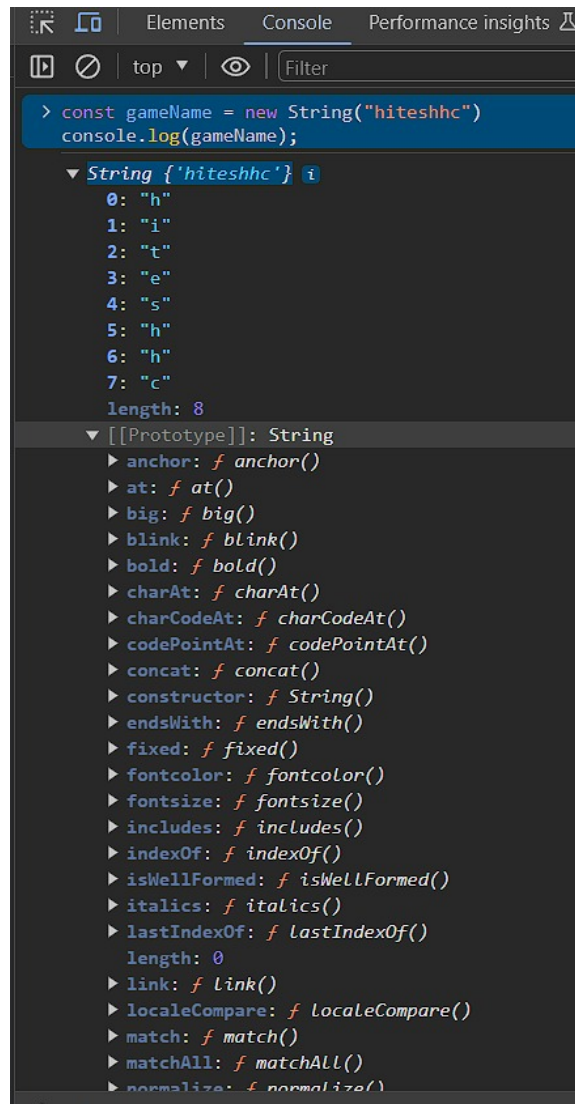 Elements Console Performance insights
top ▼ Filter
> const gameName = new String("hiteshhc")
console.log(gameName);
▼ String {'hiteshhc'} i
0: "h"
1: "i"
2: "t"
3: "e"
4: "s"
5: "h"
6: "h"
7: "c"
length: 8
▼ [[Prototype]]: String
▶ anchor: ƒ anchor()
▶ at: ƒ at()
▶ big: ƒ big()
▶ blink: ƒ blink()
▶ bold: ƒ bold()
▶ charAt: ƒ charAt()
▶ charCodeAt: ƒ charCodeAt()
▶ codePointAt: ƒ codePointAt()
▶ concat: ƒ concat()
▶ constructor: ƒ String()
▶ endsWith: ƒ endsWith()
▶ fixed: ƒ fixed()
▶ fontcolor: ƒ fontcolor()
▶ fontsize: ƒ fontsize()
▶ includes: ƒ includes()
▶ indexOf: ƒ indexOf()
▶ isWellFormed: ƒ isWellFormed()
▶ italics: ƒ italics()
▶ lastIndexOf: ƒ lastIndexOf()
length: 0
▶ link: ƒ link()
▶ localeCompare: ƒ localeCompare()
▶ match: ƒ match()
▶ matchAll: ƒ matchAll()
▶ normalize: ƒ normalize()